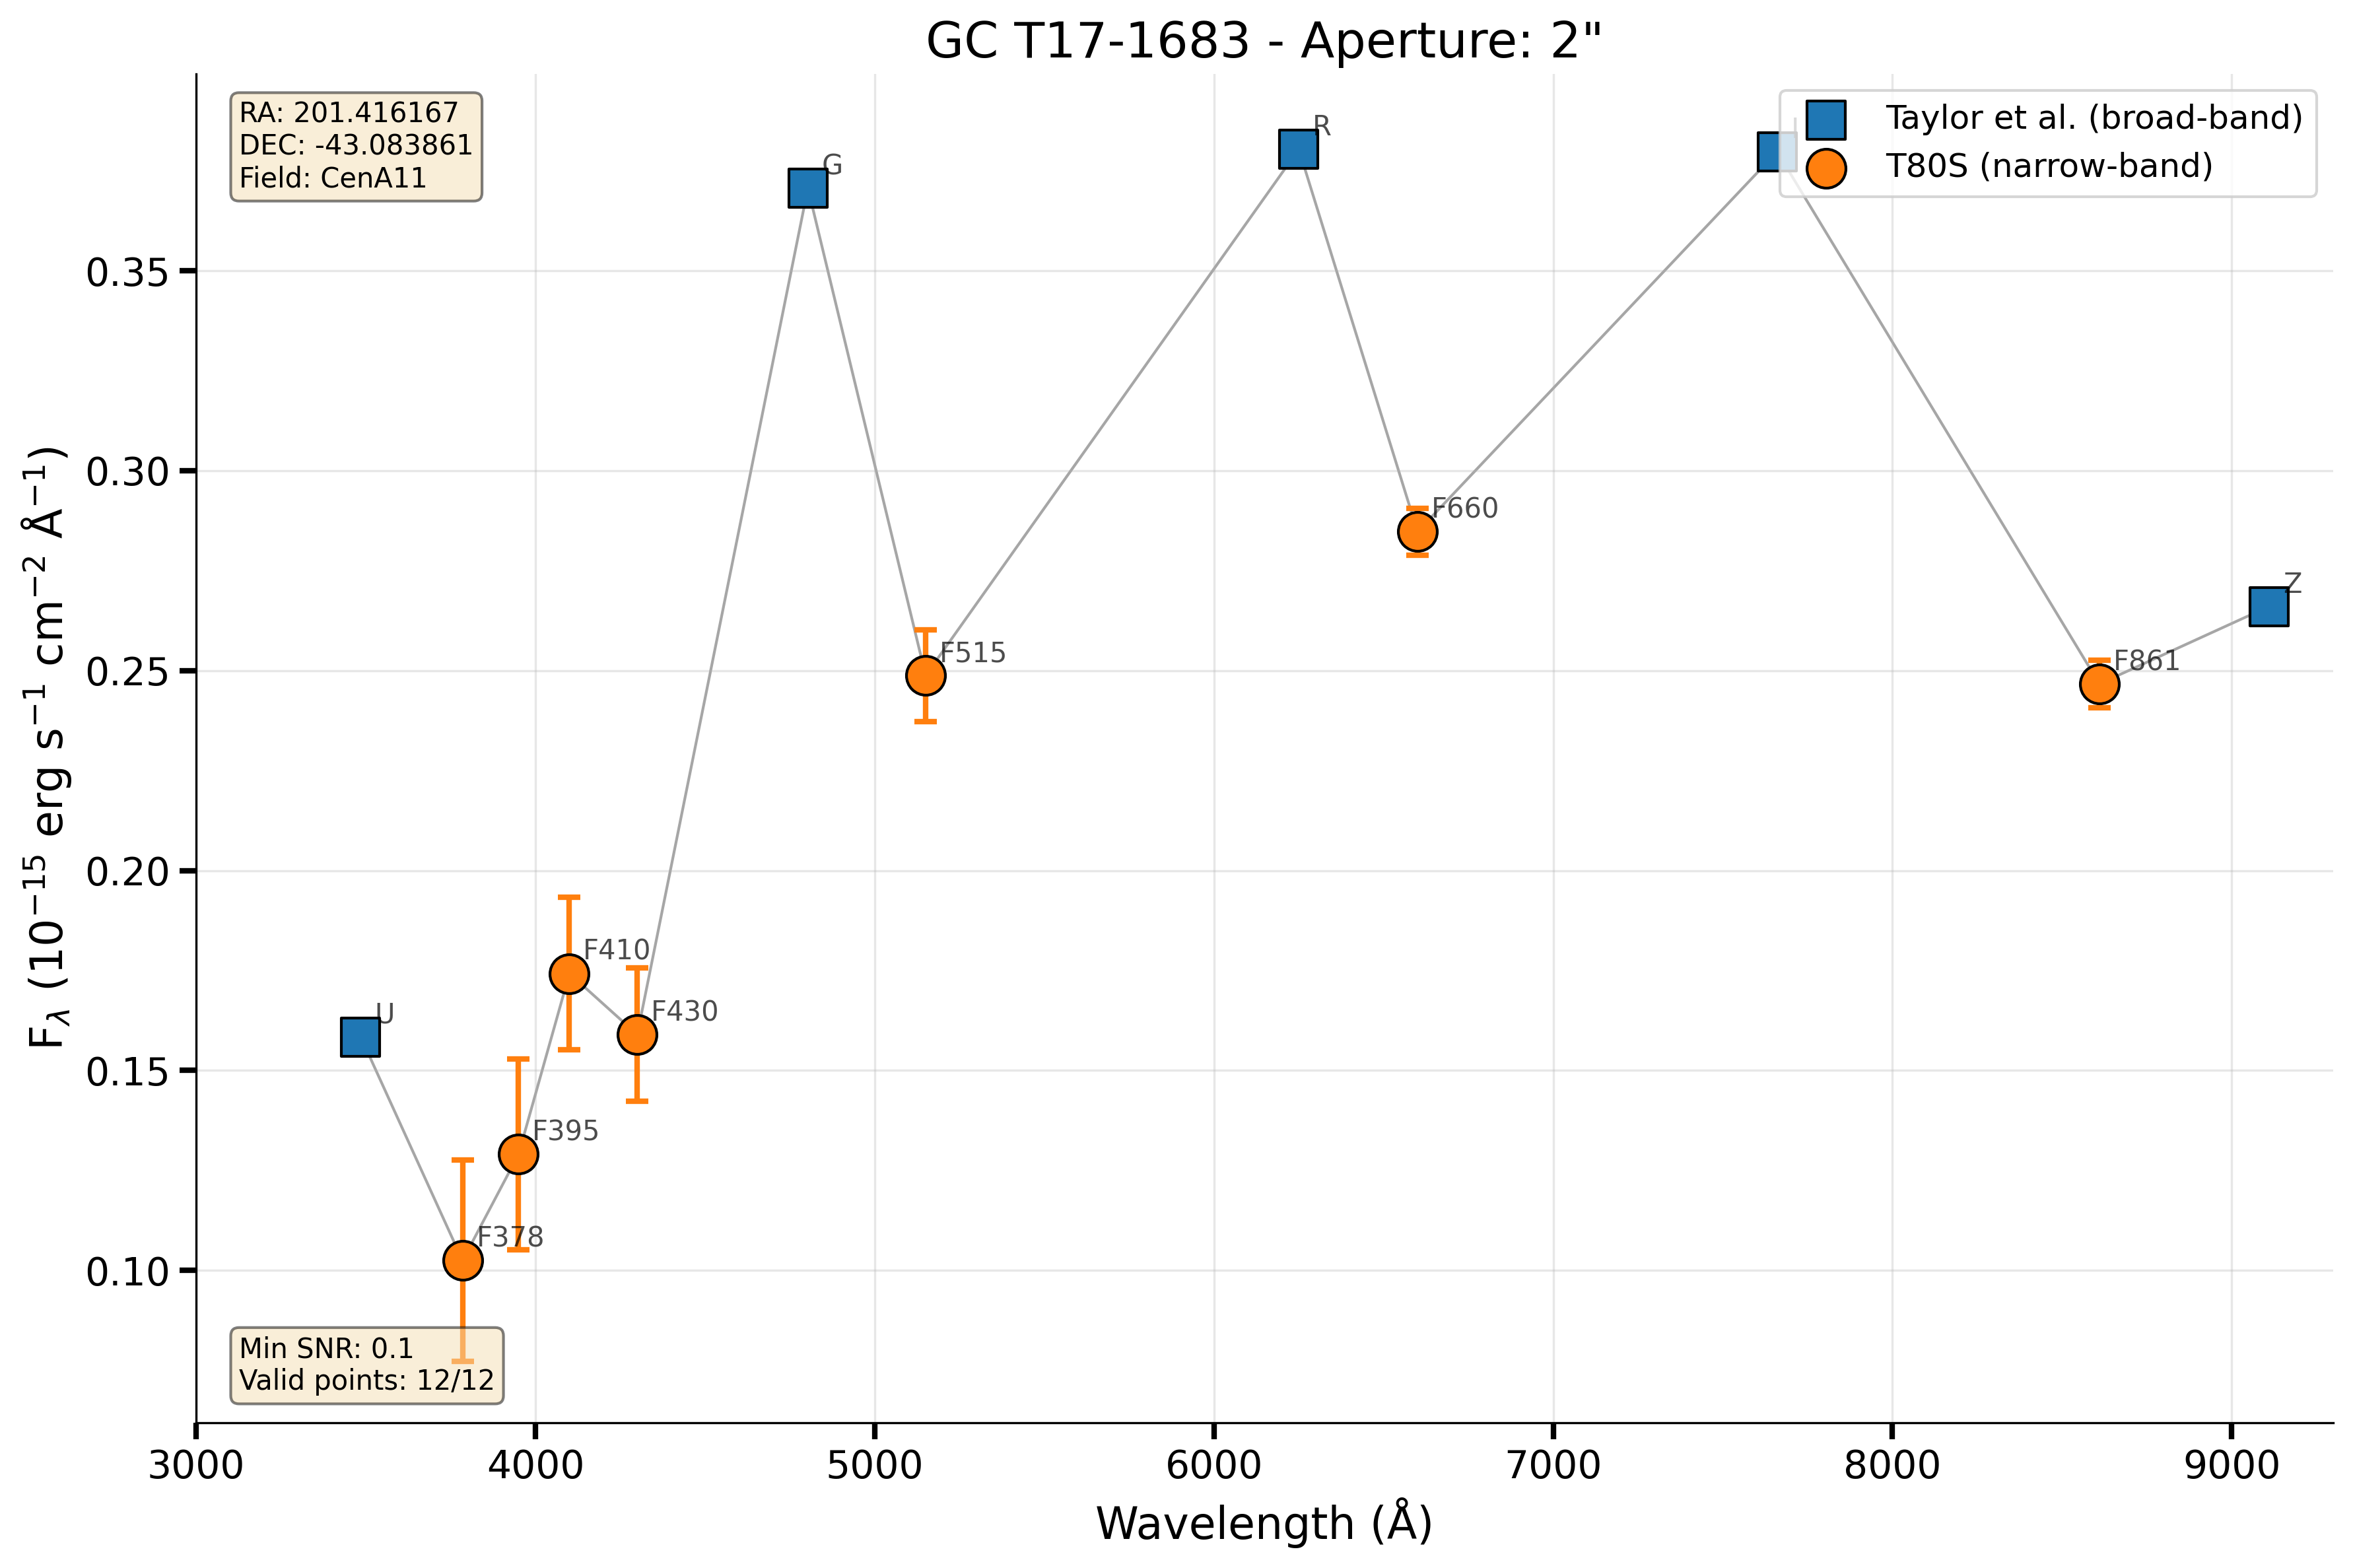 GC T17-1683 - Aperture: 2"
RA: 201.416167
DEC: -43.083861
Field: CenA11
Taylor et al. (broad-band)
T80S (narrow-band)
G
R
I
0.35
0.30
F660
Z
F515
F861
0.25
0.20
F410
F430
U
0.15
F395
F378
0.10
Min SNR: 0.1
Valid points: 12/12
3000 4000 5000 6000 7000 8000 9000
Wavelength (Å)
F_λ (10⁻¹⁵ erg s⁻¹ cm⁻² Å⁻¹)